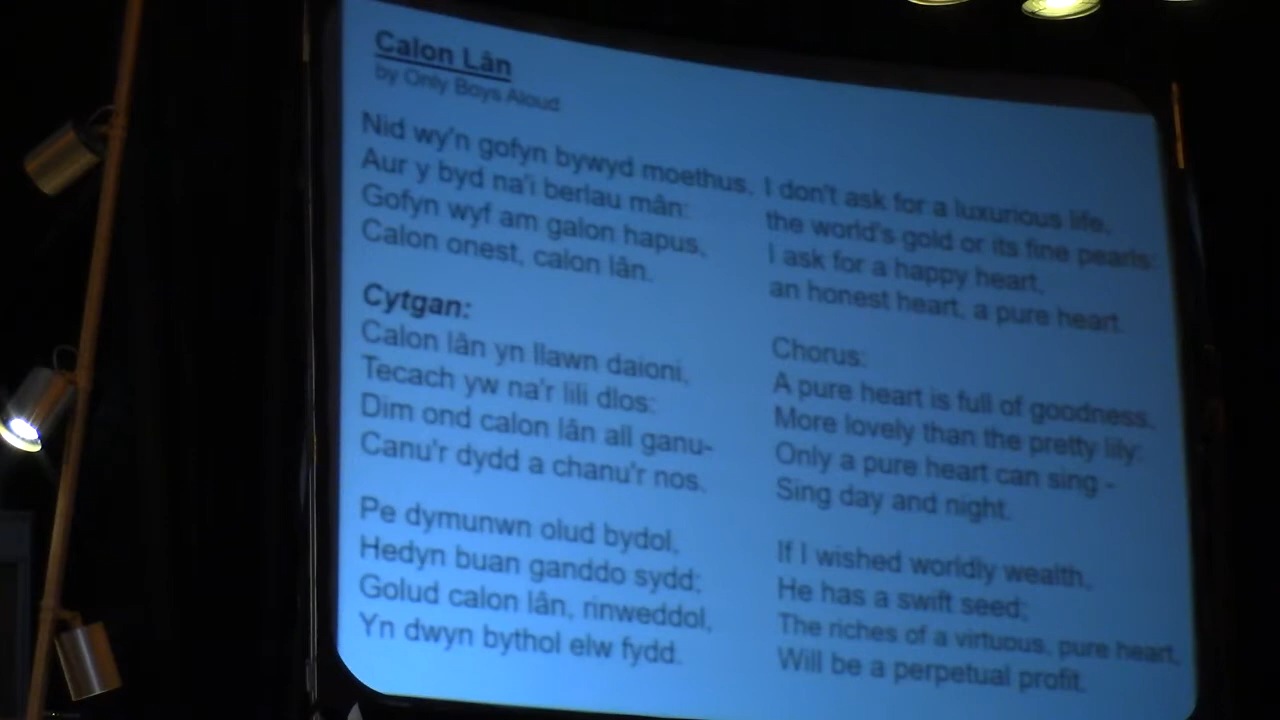 Calon Lân
by Only Boys Aloud
Nid wy'n gofyn bywyd moethus,
Aur y byd na'i berlau mân:
Gofyn wyf am galon hapus,
Calon onest, calon lân.
Cytgan:
Calon lân yn llawn daioni,
Tecach yw na'r lili dlos:
Dim ond calon lân all ganu-
Canu'r dydd a chanu'r nos.
Pe dymunwn olud bydol,
Hedyn buan ganddo sydd;
Golud calon lân, rinweddol,
Yn dwyn bythol elw fydd.
I don't ask for a luxurious life,
the world's gold or its fine pearls:
I ask for a happy heart,
an honest heart, a pure heart.
Chorus:
A pure heart is full of goodness,
More lovely than the pretty lily:
Only a pure heart can sing -
Sing day and night.
If I wished worldly wealth,
He has a swift seed;
The riches of a virtuous, pure heart,
Will be a perpetual profit.